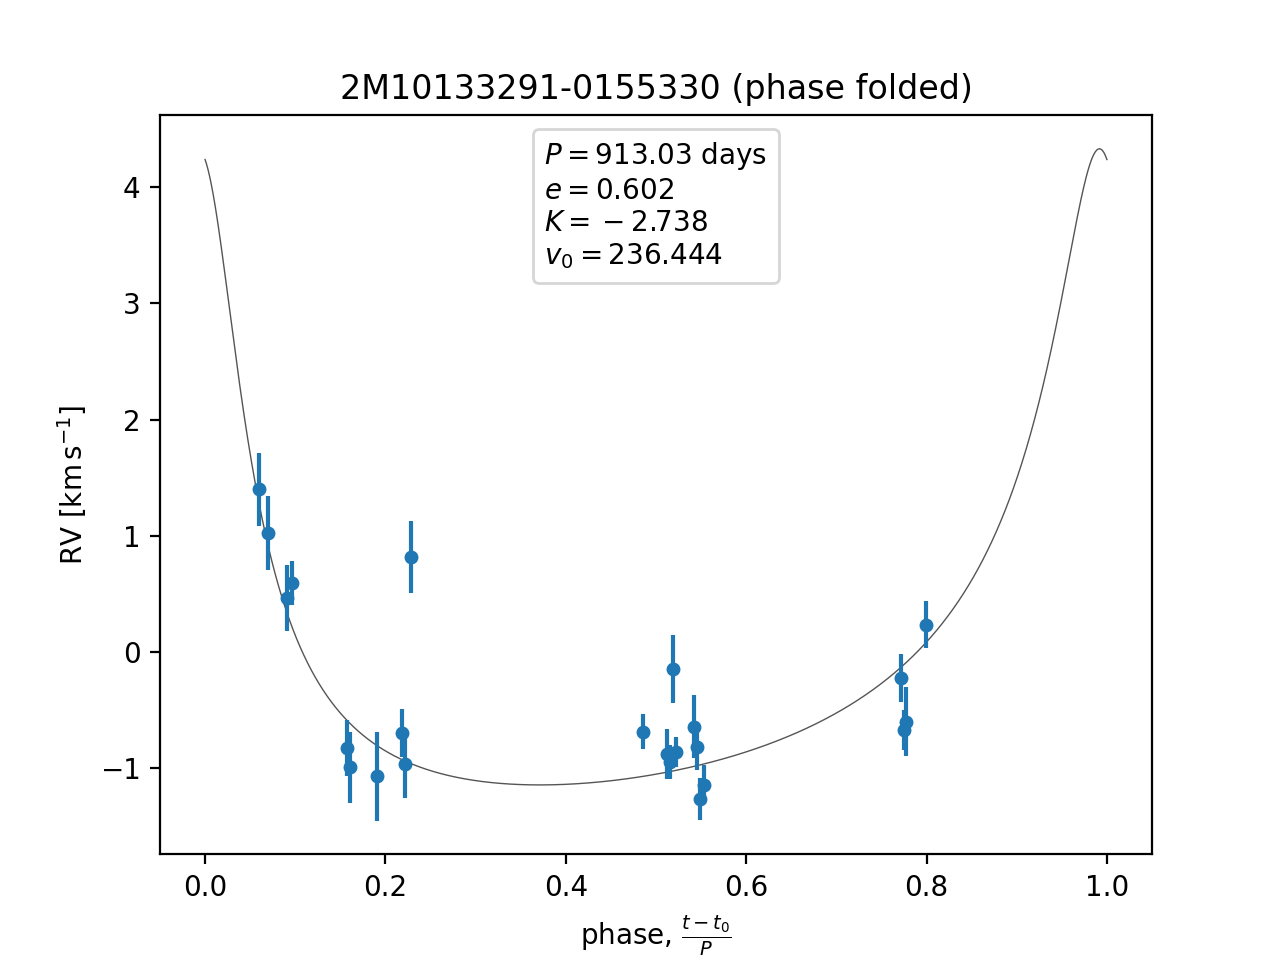 2M10133291-0155330 (phase folded)
P = 913.03 days
e = 0.602
K = −2.738
v₀ = 236.444
RV [km s⁻¹]
4
3
2
1
0
−1
0.0 0.2 0.4 0.6 0.8 1.0
phase, (t − t₀)/P